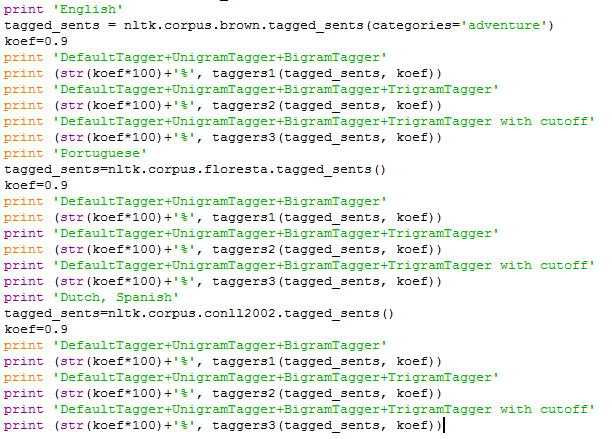 print 'English'
tagged_sents = nltk.corpus.brown.tagged_sents(categories='adventure')
koef=0.9
print 'DefaultTagger+UnigramTagger+BigramTagger'
print (str(koef*100)+'%', taggers1(tagged_sents, koef))
print 'DefaultTagger+UnigramTagger+BigramTagger+TrigramTagger'
print (str(koef*100)+'%', taggers2(tagged_sents, koef))
print 'DefaultTagger+UnigramTagger+BigramTagger+TrigramTagger with cutoff'
print (str(koef*100)+'%', taggers3(tagged_sents, koef))
print 'Portuguese'
tagged_sents=nltk.corpus.floresta.tagged_sents()
koef=0.9
print 'DefaultTagger+UnigramTagger+BigramTagger'
print (str(koef*100)+'%', taggers1(tagged_sents, koef))
print 'DefaultTagger+UnigramTagger+BigramTagger+TrigramTagger'
print (str(koef*100)+'%', taggers2(tagged_sents, koef))
print 'DefaultTagger+UnigramTagger+BigramTagger+TrigramTagger with cutoff'
print (str(koef*100)+'%', taggers3(tagged_sents, koef))
print 'Dutch, Spanish'
tagged_sents=nltk.corpus.conll2002.tagged_sents()
koef=0.9
print 'DefaultTagger+UnigramTagger+BigramTagger'
print (str(koef*100)+'%', taggers1(tagged_sents, koef))
print 'DefaultTagger+UnigramTagger+BigramTagger+TrigramTagger'
print (str(koef*100)+'%', taggers2(tagged_sents, koef))
print 'DefaultTagger+UnigramTagger+BigramTagger+TrigramTagger with cutoff'
print (str(koef*100)+'%', taggers3(tagged_sents, koef))